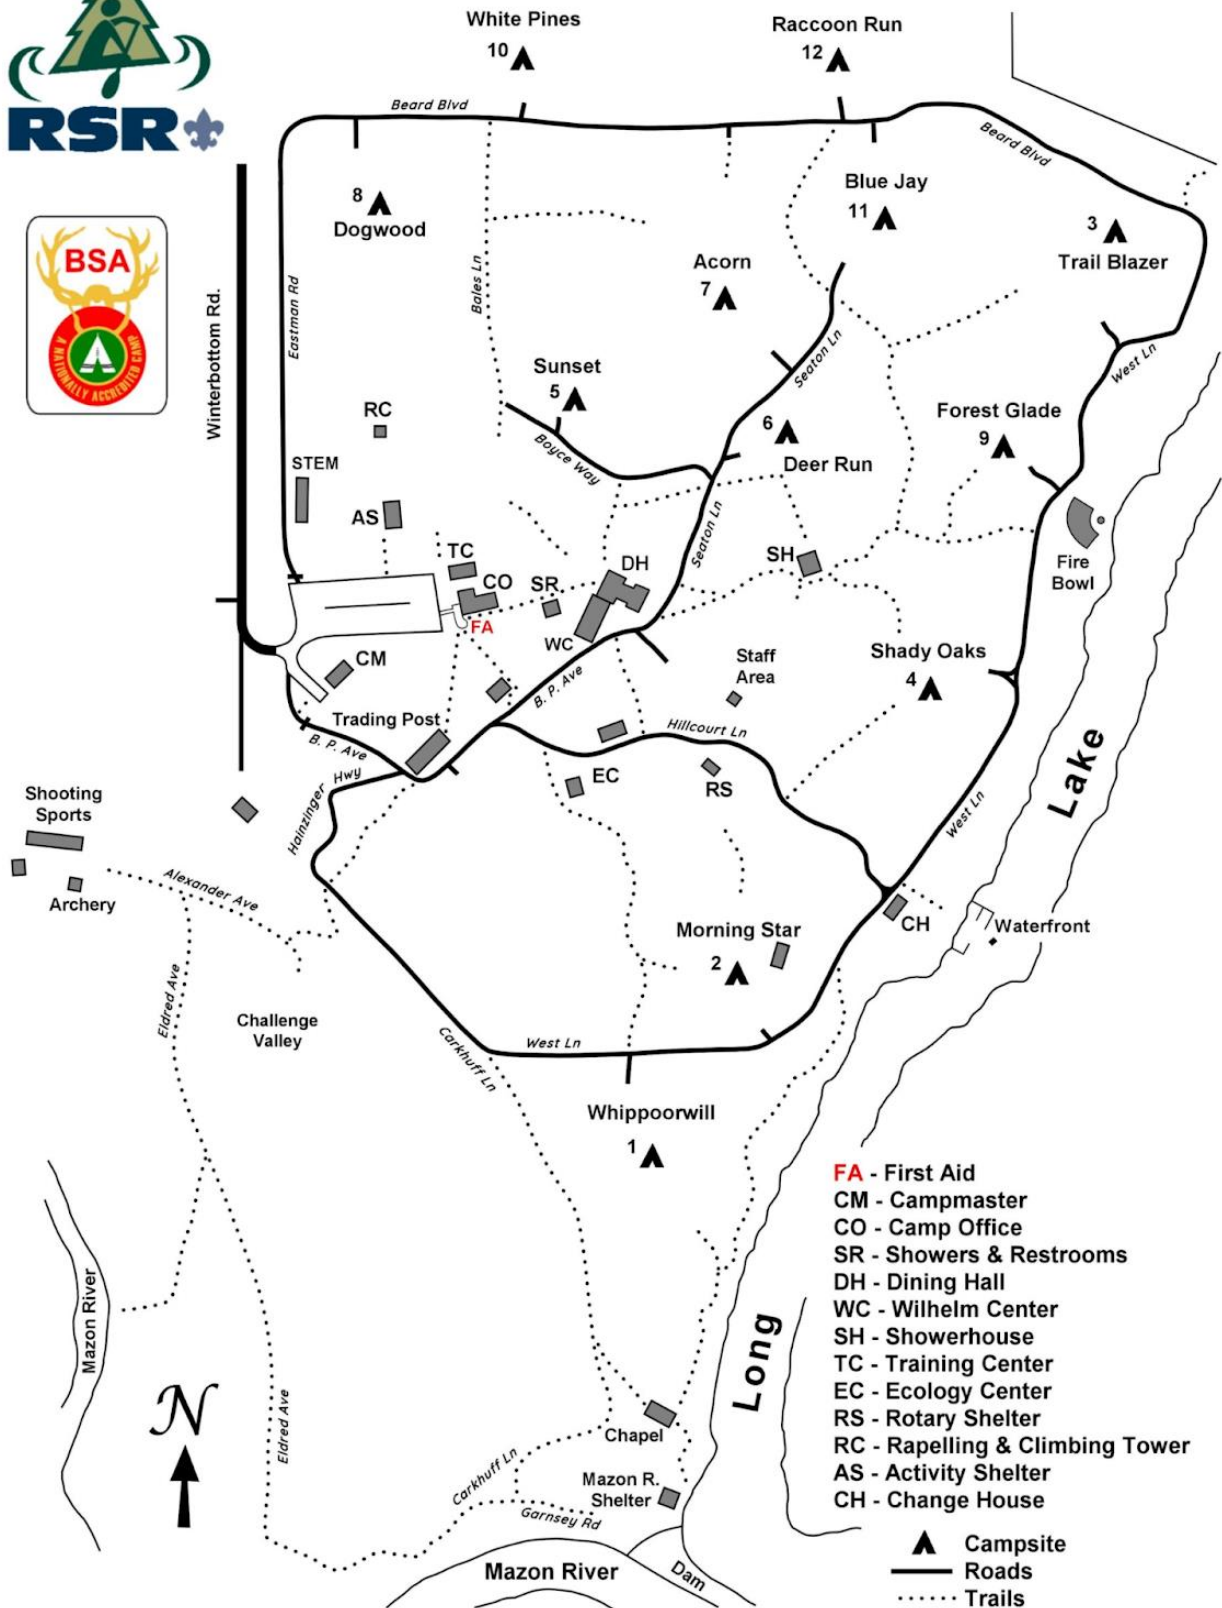 RSR
BSA
A NATIONALLY ACCREDITED CAMP
White Pines
10
Raccoon Run
12
Beard Blvd
Beard Blvd
8
Dogwood
Blue Jay
11
3
Trail Blazer
Acorn
7
Bales Ln
Eastman Rd
Winterbottom Rd.
Seaton Ln
West Ln
Sunset
5
RC
Forest Glade
9
6
Deer Run
Boyce Way
STEM
AS
Seaton Ln
TC
CO
SR
DH
SH
Fire
Bowl
FA
WC
CM
Shady Oaks
4
Staff
Area
B. P. Ave
Trading Post
Hillcourt Ln
B. P. Ave
Hainzinger Hwy
EC
RS
Lake
West Ln
Shooting
Sports
Alexander Ave
Archery
CH
Waterfront
Morning Star
2
Eldred Ave
Challenge
Valley
Carkhuff Ln
West Ln
Whippoorwill
1
FA - First Aid
CM - Campmaster
CO - Camp Office
SR - Showers & Restrooms
DH - Dining Hall
WC - Wilhelm Center
SH - Showerhouse
TC - Training Center
EC - Ecology Center
RS - Rotary Shelter
RC - Rapelling & Climbing Tower
AS - Activity Shelter
CH - Change House
Mazon River
Long
N
Eldred Ave
Chapel
Carkhuff Ln
Mazon R.
Shelter
Garnsey Rd
Mazon River
Dam
Campsite
Roads
Trails